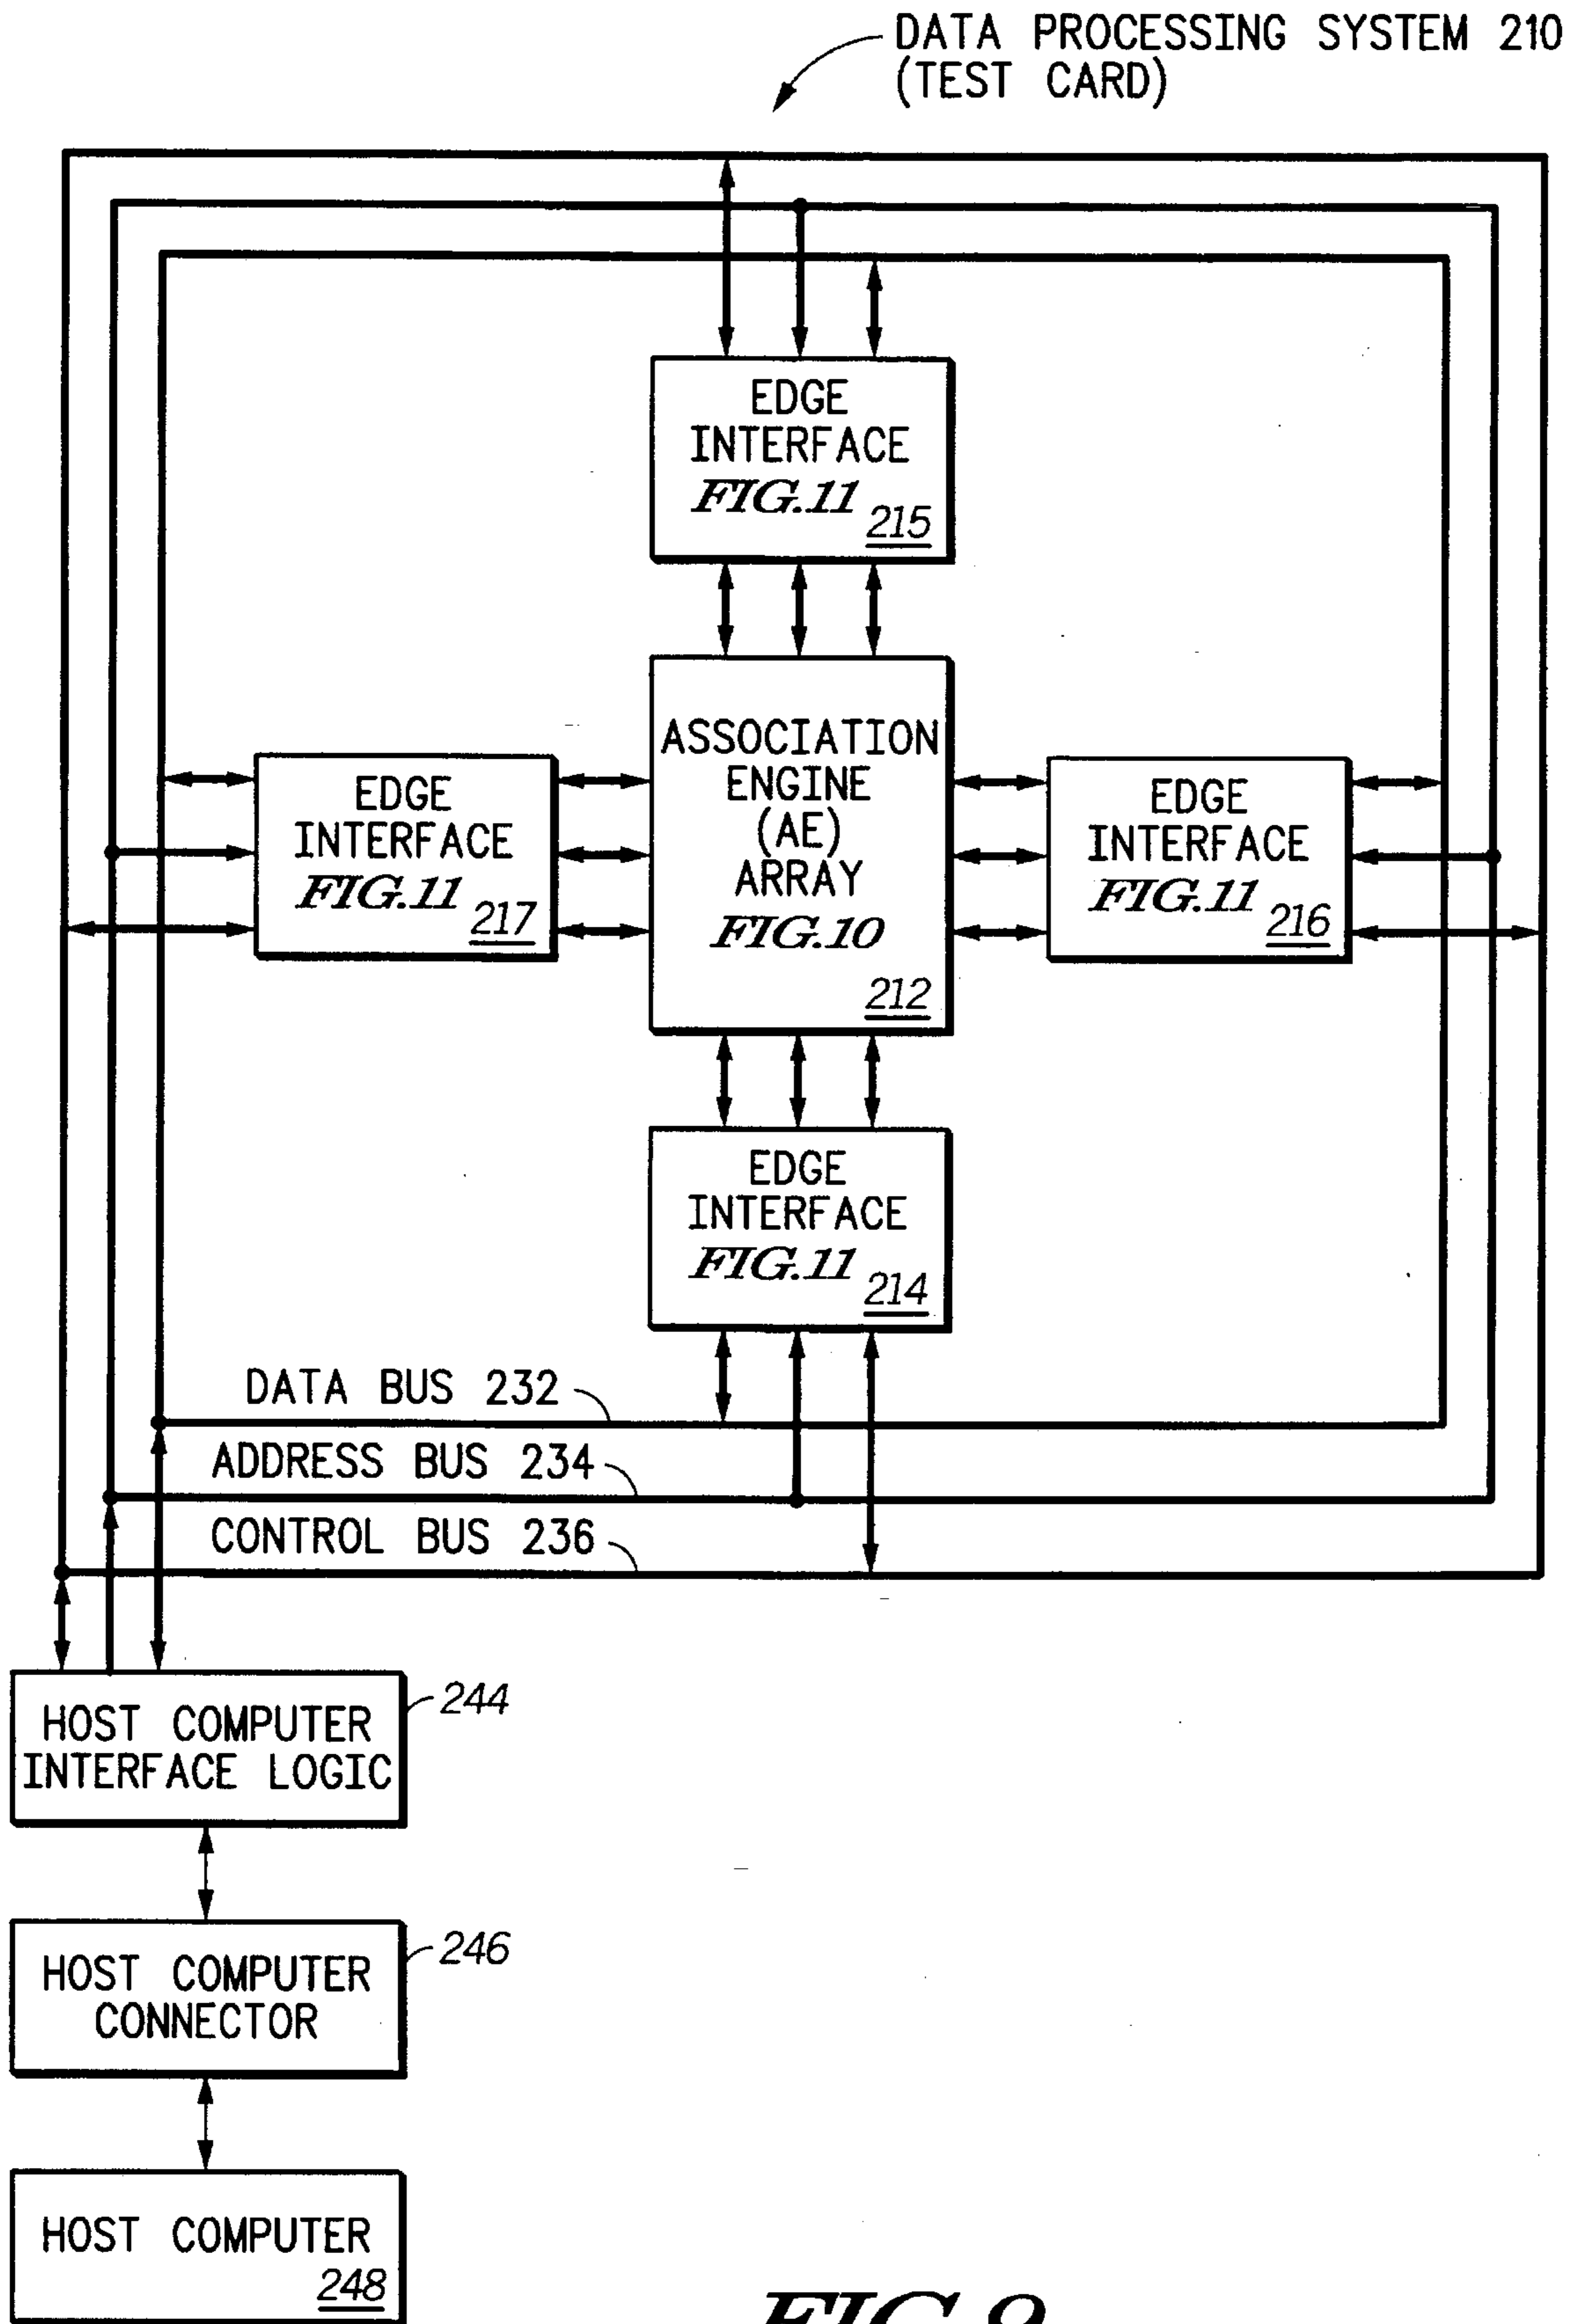 DATA PROCESSING SYSTEM 210
(TEST CARD)
EDGE
INTERFACE
FIG.11
215
ASSOCIATION
ENGINE
(AE)
ARRAY
FIG.10
212
EDGE
INTERFACE
FIG.11
217
EDGE
INTERFACE
FIG.11
216
EDGE
INTERFACE
FIG.11
214
DATA BUS 232
ADDRESS BUS 234
CONTROL BUS 236
HOST COMPUTER
INTERFACE LOGIC
244
HOST COMPUTER
CONNECTOR
246
HOST COMPUTER
248